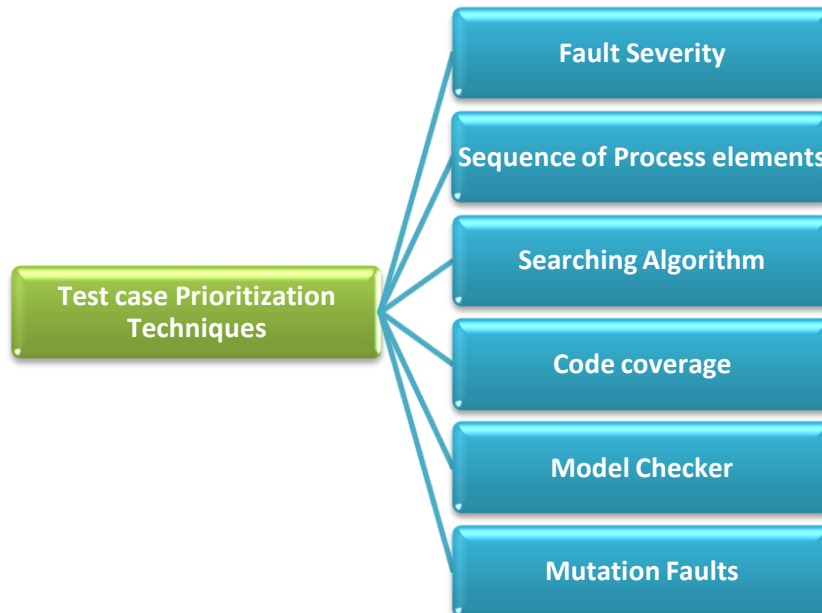 Fault Severity
Sequence of Process elements
Searching Algorithm
Test case Prioritization
Techniques
Code coverage
Model Checker
Mutation Faults